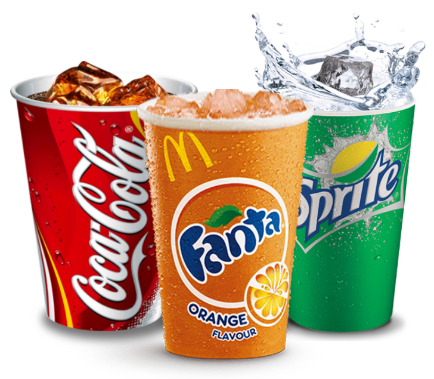 Coca-Cola
®
Fanta
ORANGE
FLAVOUR
Sprite